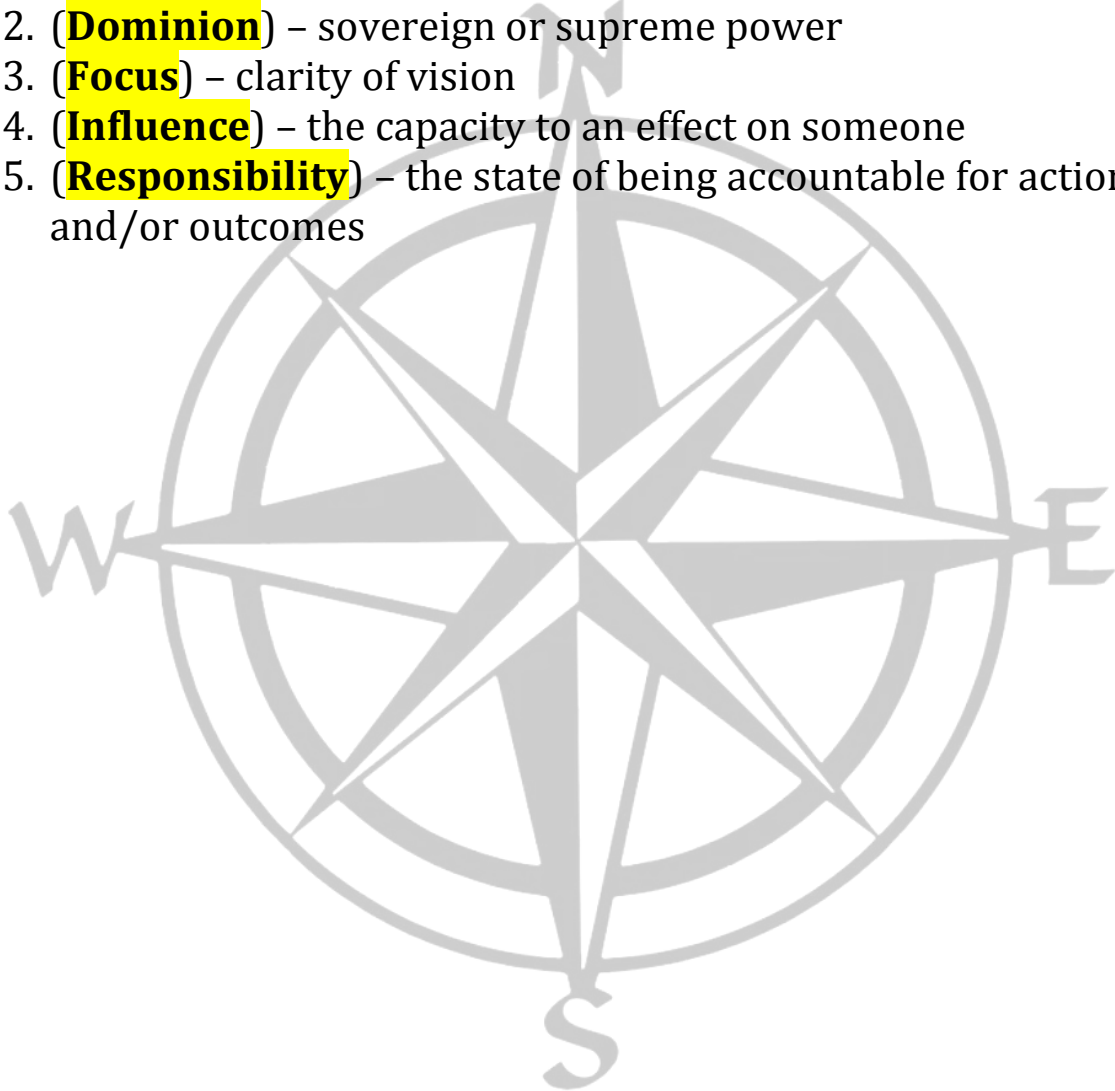 2. (Dominion) – sovereign or supreme power
3. (Focus) – clarity of vision
4. (Influence) – the capacity to an effect on someone
5. (Responsibility) – the state of being accountable for
and/or outcomes
N
W
E
S